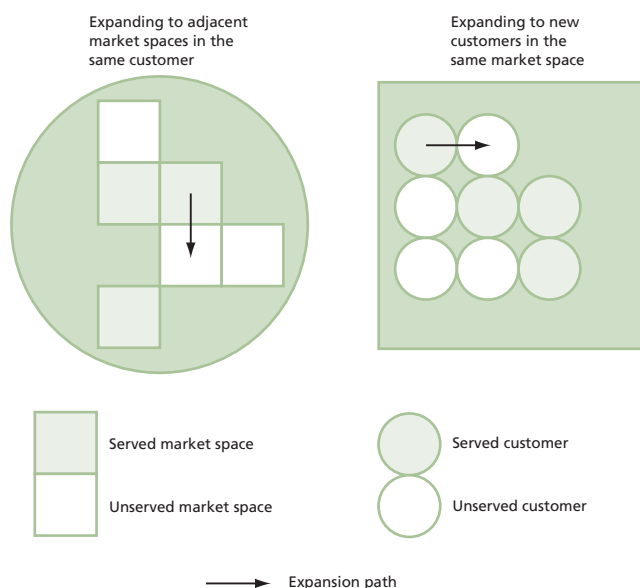 Expanding to adjacent
market spaces in the
same customer
Expanding to new
customers in the
same market space
Served market space
Served customer
Unserved market space
Unserved customer
Expansion path